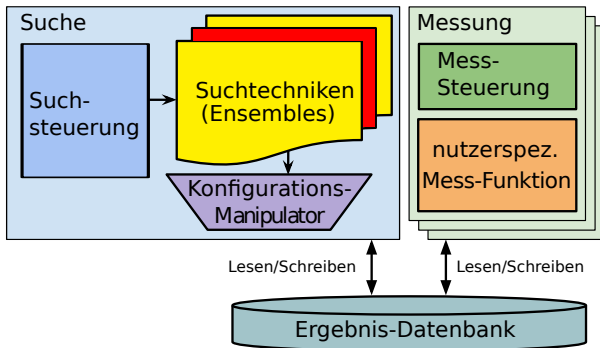 Suche
Such-
steuerung
Suchtechniken
(Ensembles)
Konfigurations-
Manipulator
Messung
Mess-
Steuerung
nutzerspez.
Mess-Funktion
Lesen/Schreiben
Lesen/Schreiben
Ergebnis-Datenbank